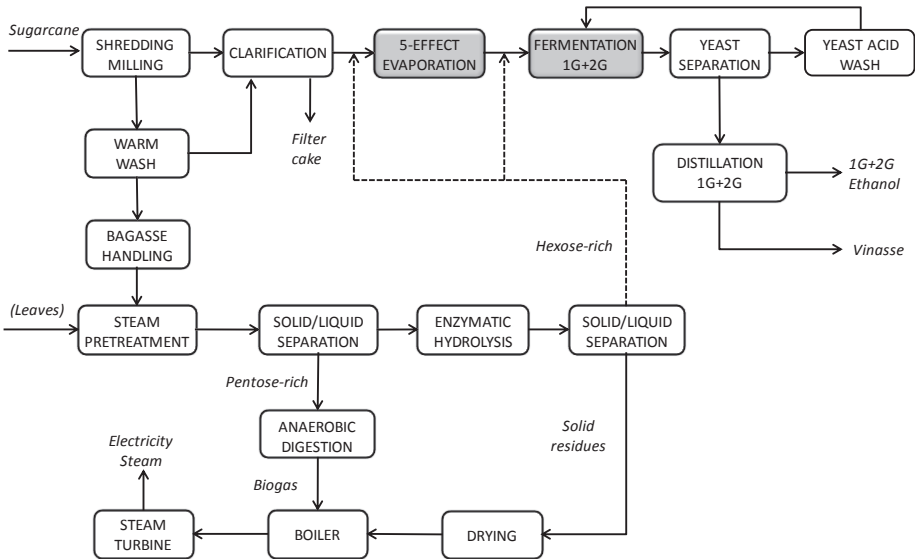 Sugarcane
SHREDDING
MILLING
CLARIFICATION
5-EFFECT
EVAPORATION
FERMENTATION
1G+2G
YEAST
SEPARATION
YEAST ACID
WASH
Filter
cake
WARM
WASH
DISTILLATION
1G+2G
1G+2G
Ethanol
BAGASSE
HANDLING
Hexose-rich
Vinasse
(Leaves)
STEAM
PRETREATMENT
SOLID/LIQUID
SEPARATION
ENZYMATIC
HYDROLYSIS
SOLID/LIQUID
SEPARATION
Pentose-rich
ANAEROBIC
DIGESTION
Solid
residues
Electricity
Steam
Biogas
STEAM
TURBINE
BOILER
DRYING